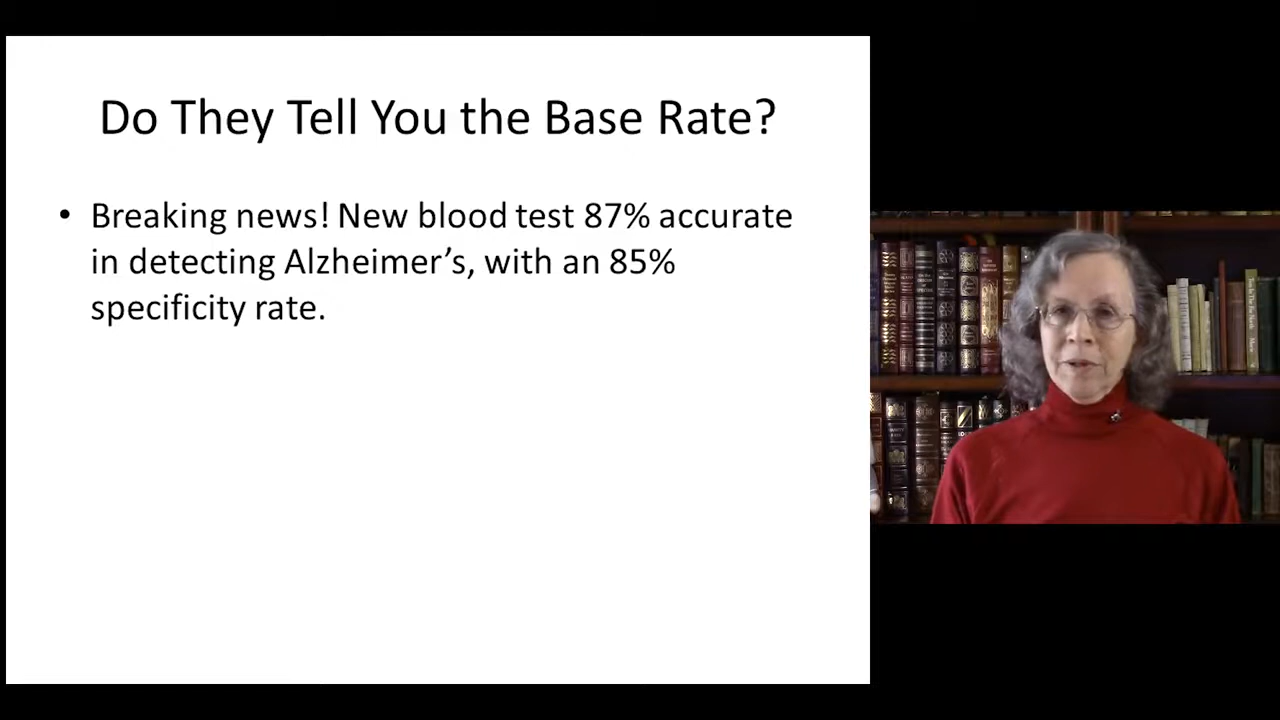 Do They Tell You the Base Rate?
• Breaking news! New blood test 87% accurate
in detecting Alzheimer’s, with an 85%
specificity rate.